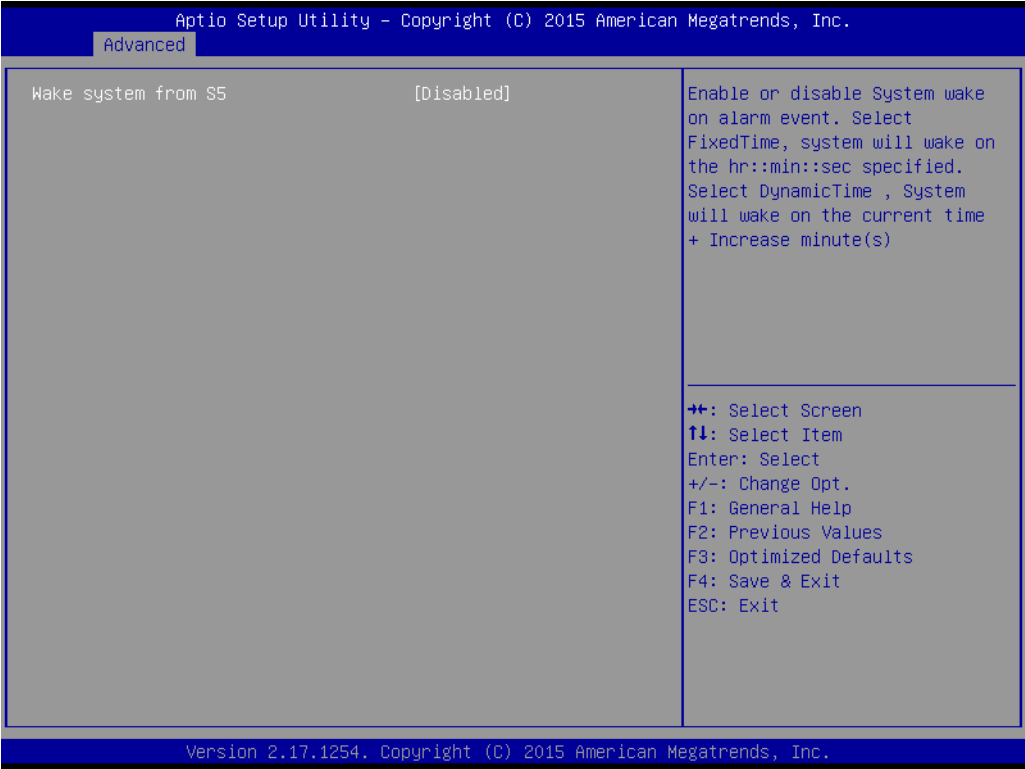 Aptio Setup Utility – Copyright (C) 2015 American Megatrends, Inc.
Advanced
Wake system from S5 [Disabled]
Enable or disable System wake
on alarm event. Select
FixedTime, system will wake on
the hr::min::sec specified.
Select DynamicTime , System
will wake on the current time
+ Increase minute(s)
→←: Select Screen
↑↓: Select Item
Enter: Select
+/-: Change Opt.
F1: General Help
F2: Previous Values
F3: Optimized Defaults
F4: Save & Exit
ESC: Exit
Version 2.17.1254. Copyright (C) 2015 American Megatrends, Inc.